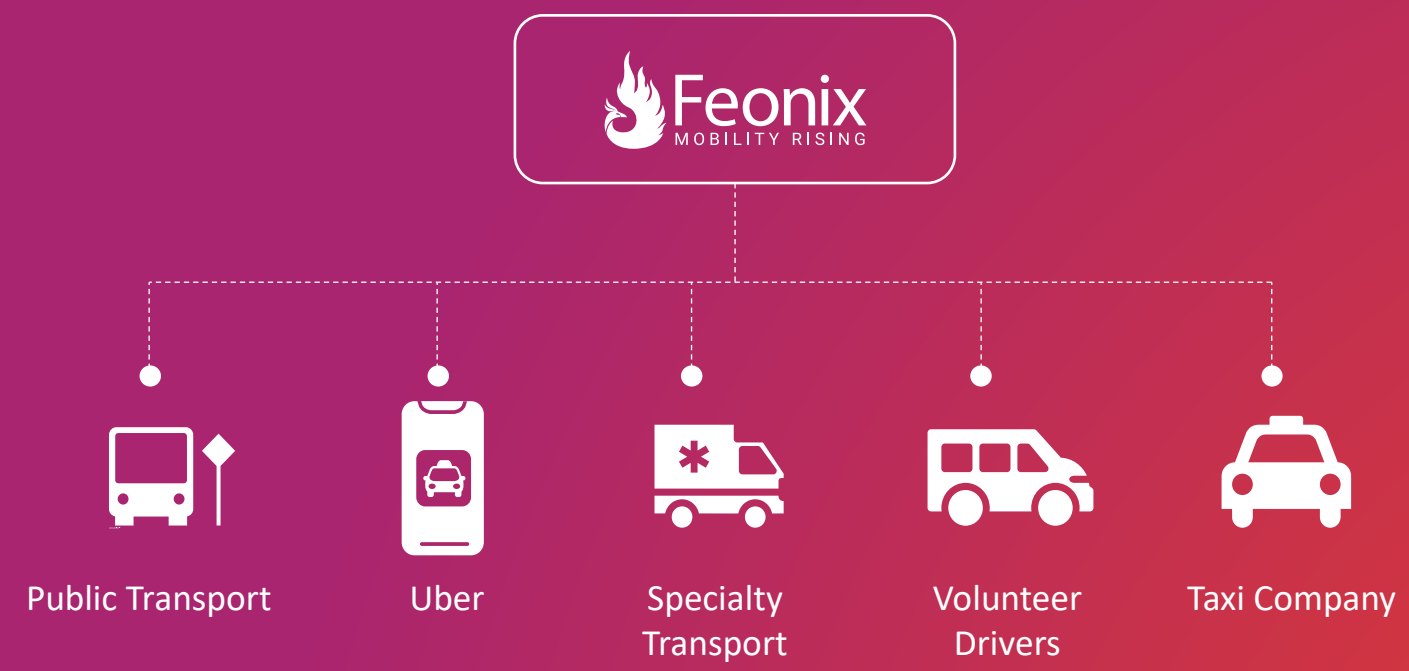 Feonix
MOBILITY RISING
Public Transport
Uber
Specialty
Transport
Volunteer
Drivers
Taxi Company